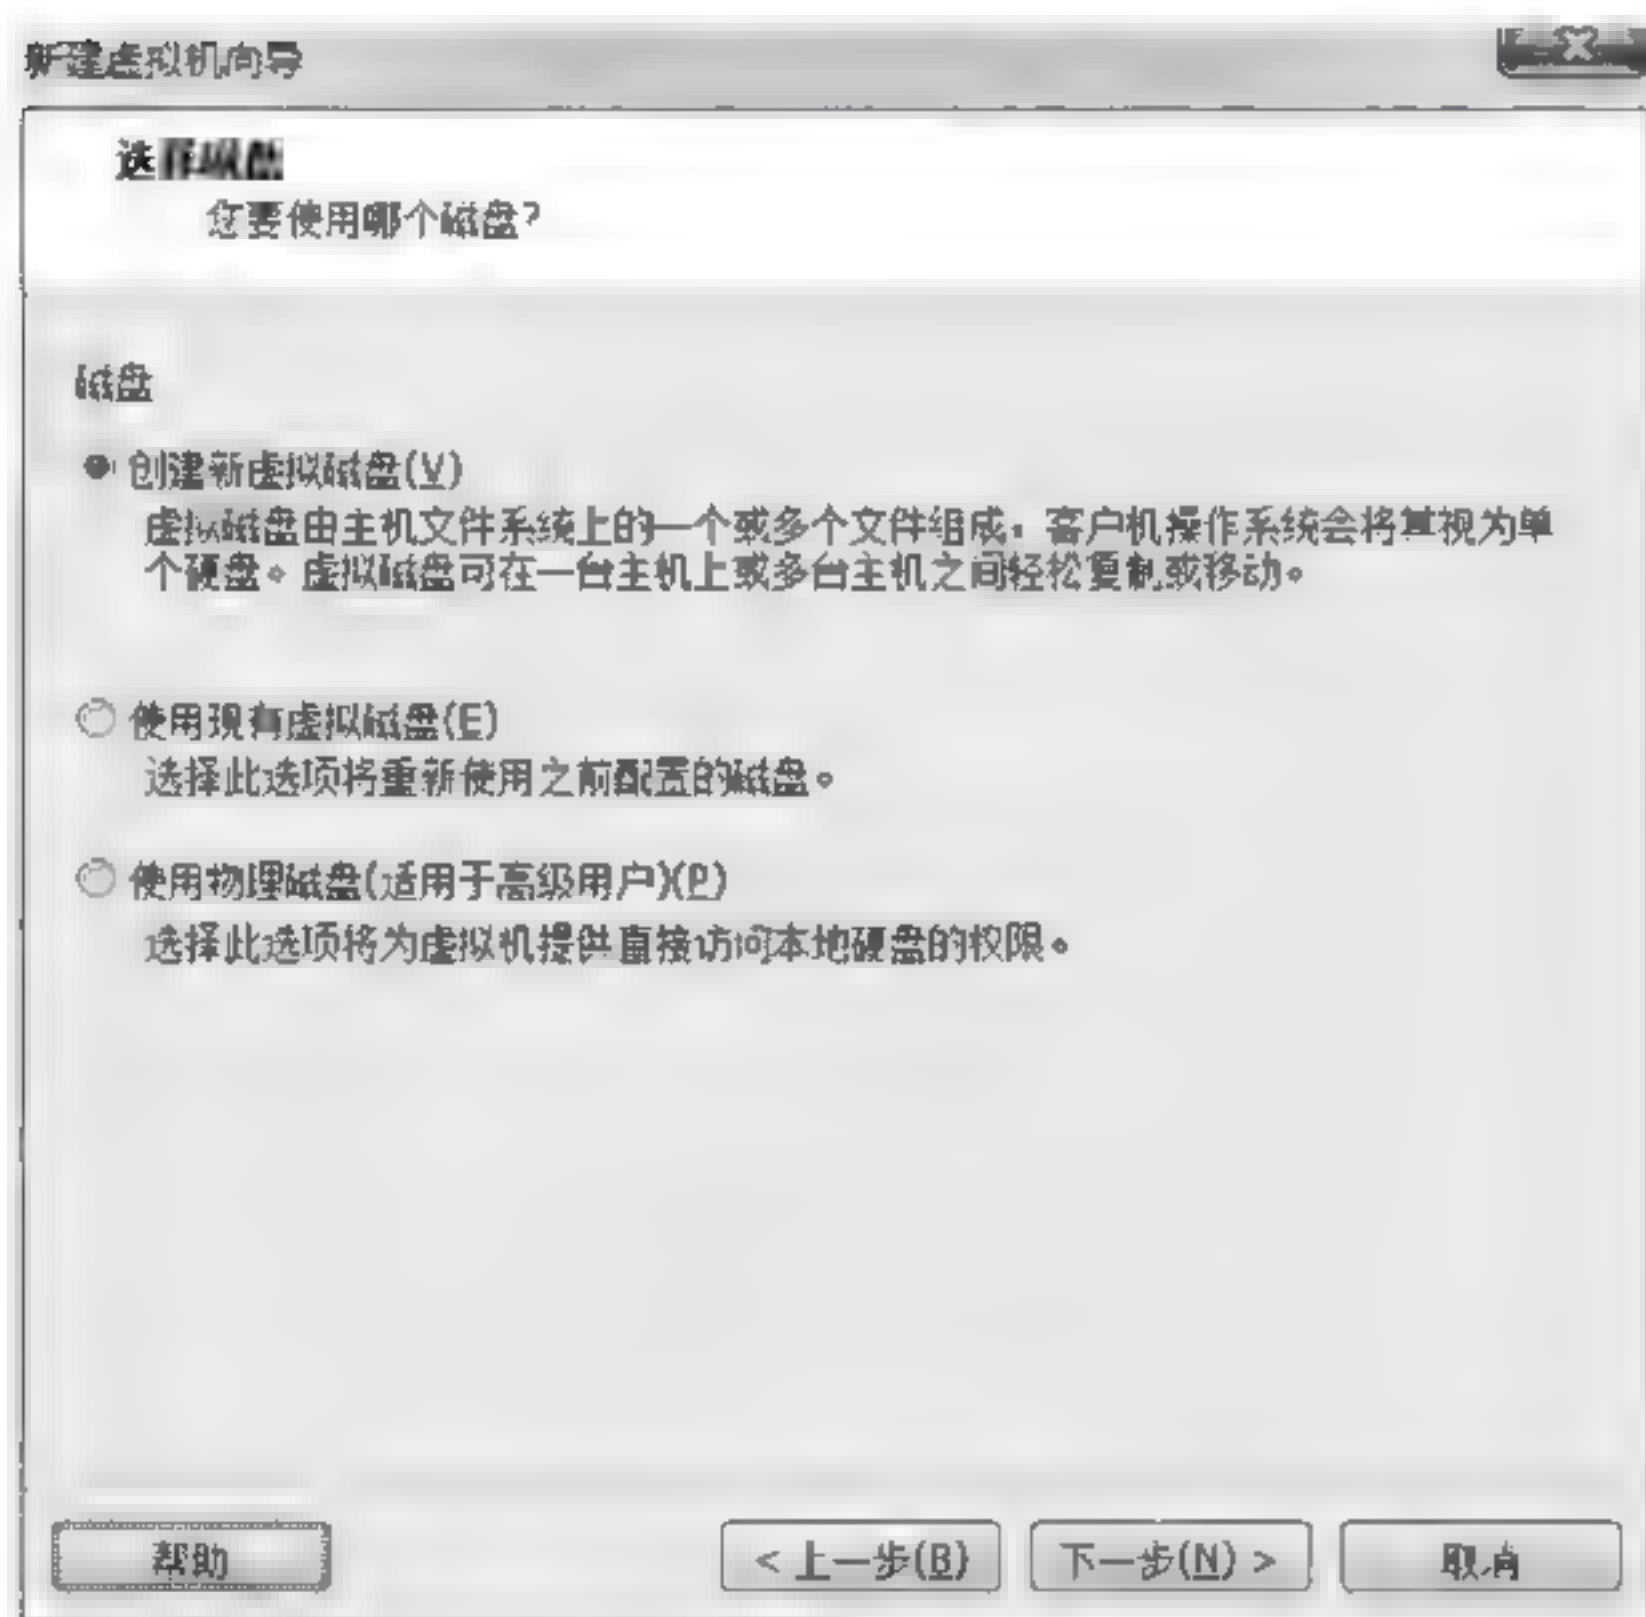 新建虚拟机向导
选择磁盘
您要使用哪个磁盘?
磁盘
创建新虚拟磁盘(V)
虚拟磁盘由主机文件系统上的一个或多个文件组成，客户机操作系统会将其视为单
个硬盘。虚拟磁盘可在一台主机上或多台主机之间轻松复制或移动。
使用现有虚拟磁盘(E)
选择此选项将重新使用之前配置的磁盘。
使用物理磁盘(适用于高级用户)(P)
选择此选项将为虚拟机提供直接访问本地硬盘的权限。
帮助
< 上一步(B)
下一步(N) >
取消